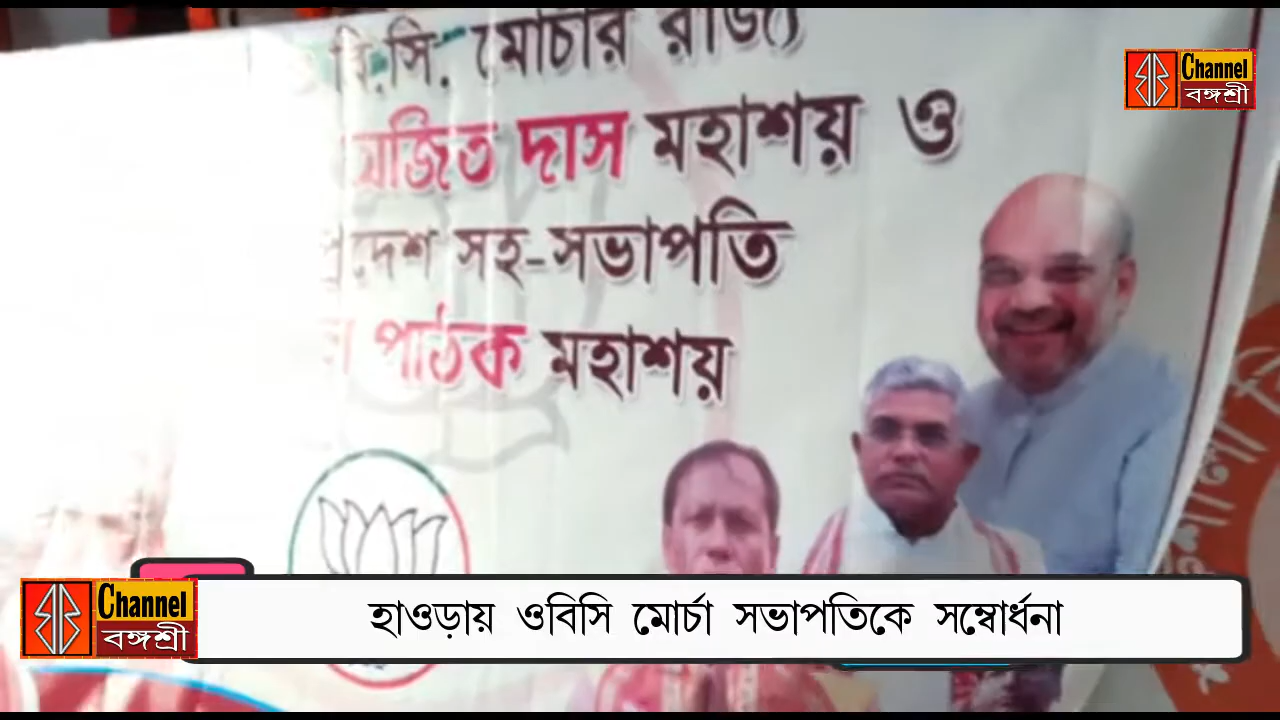 বি.সি. মোর্চার রাজ্য
দাস মহাশয় ও
প্রদেশ সহ-সভাপতি
পাঠক মহাশয়
Channel
বঙ্গশ্রী
Channel
বঙ্গশ্রী
হাওড়ায় ওবিসি মোর্চা সভাপতিকে সম্বোর্ধনা